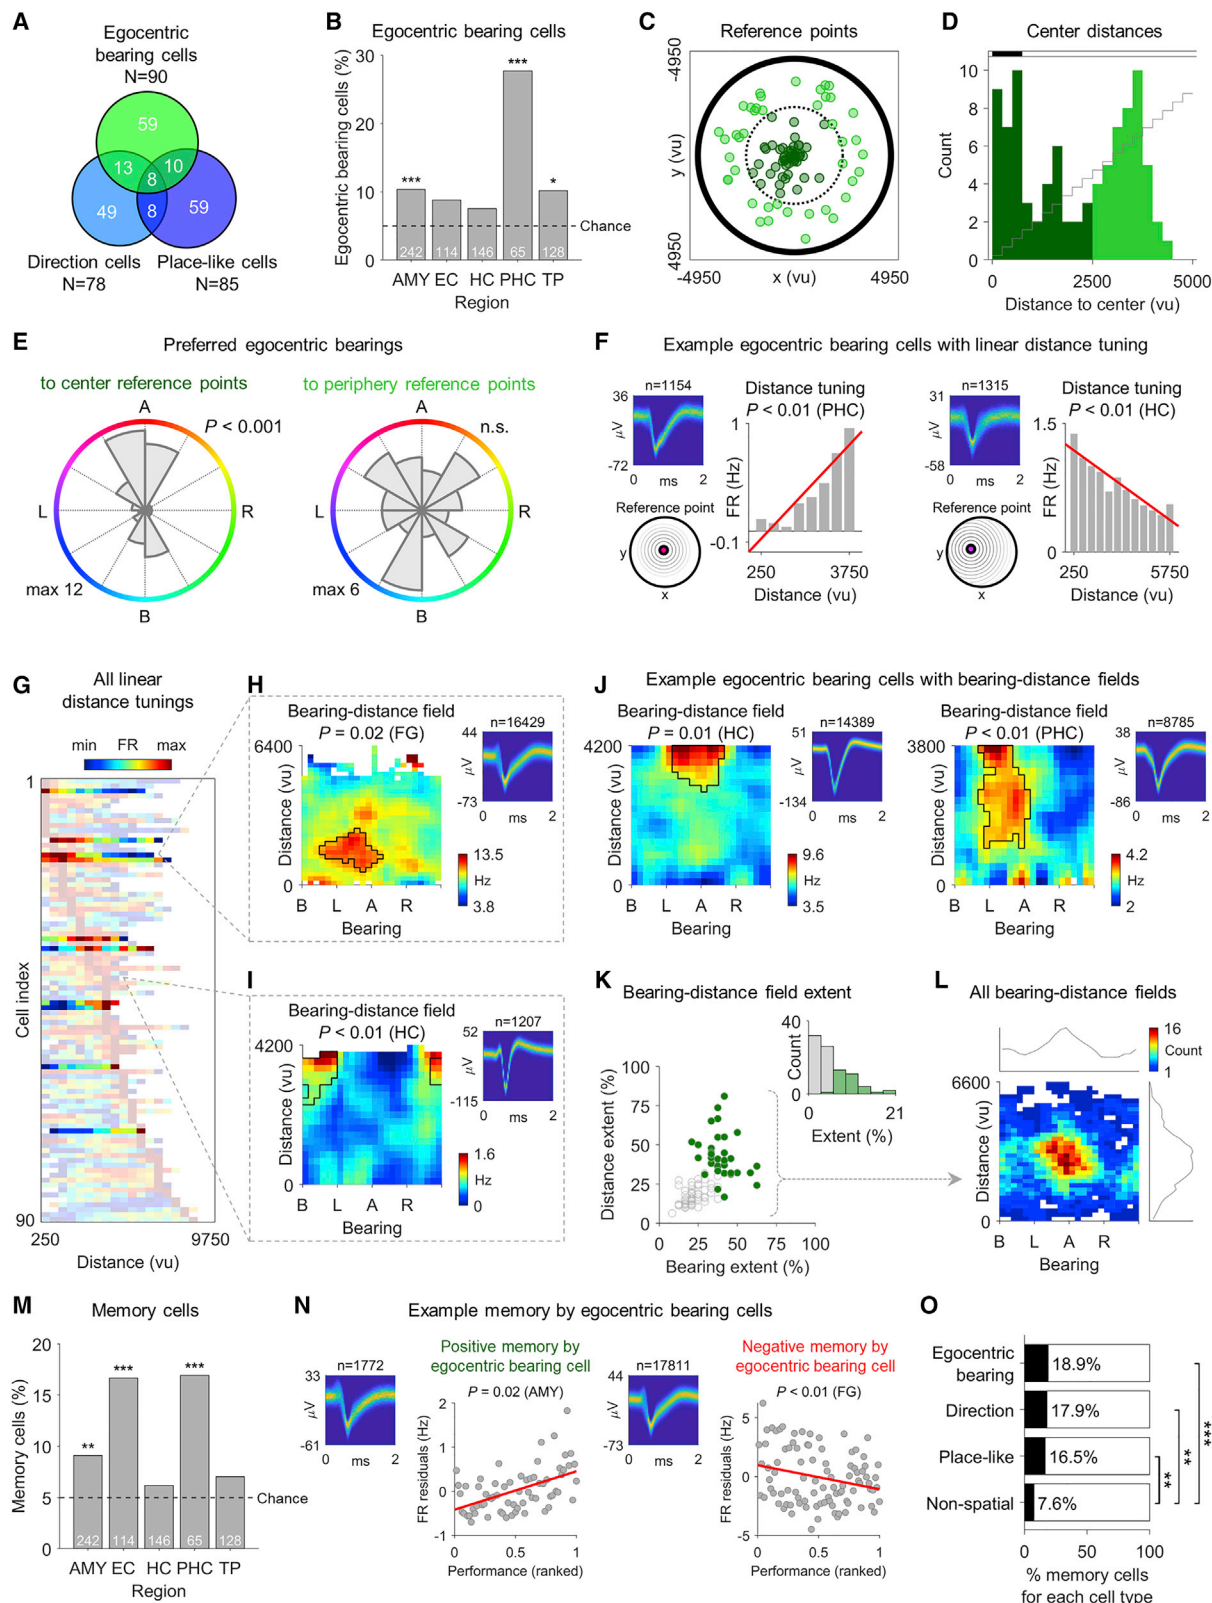 A
Egocentric
bearing cells
N=90
59
13
10
8
49
8
59
Direction cells
N=78
Place-like cells
N=85
B
Egocentric bearing cells
Egocentric bearing cells (%)
30
20
10
0
***
***
*
Chance
242
114
146
65
128
AMY
EC
HC
PHC
TP
Region
C
Reference points
-4950
4950
y (vu)
-4950
4950
x (vu)
D
Center distances
Count
10
8
6
4
2
0
0
2500
5000
Distance to center (vu)
E
Preferred egocentric bearings
to center reference points
A
P < 0.001
L
R
max 12
B
to periphery reference points
A
n.s.
L
R
max 6
B
F
Example egocentric bearing cells with linear distance tuning
n=1154
36
μV
-72
0
ms
2
Reference point
y
x
Distance tuning
P < 0.01 (PHC)
1
FR (Hz)
-0.1
250
3750
Distance (vu)
n=1315
31
μV
-58
0
ms
2
Reference point
y
x
Distance tuning
P < 0.01 (HC)
1.5
FR (Hz)
0
250
5750
Distance (vu)
G
All linear
distance tunings
min
FR
max
1
Cell index
90
250
9750
Distance (vu)
H
Bearing-distance field
P = 0.02 (FG)
6400
Distance (vu)
0
B
L
A
R
Bearing
n=16429
44
μV
-73
0
ms
2
13.5
Hz
3.8
I
Bearing-distance field
P < 0.01 (HC)
4200
Distance (vu)
0
B
L
A
R
Bearing
n=1207
52
μV
-115
0
ms
2
1.6
Hz
0
J
Example egocentric bearing cells with bearing-distance fields
Bearing-distance field
P = 0.01 (HC)
4200
Distance (vu)
0
B
L
A
R
Bearing
n=14389
51
μV
-134
0
ms
2
9.6
Hz
3.5
Bearing-distance field
P < 0.01 (PHC)
3800
Distance (vu)
0
B
L
A
R
Bearing
n=8785
38
μV
-86
0
ms
2
4.2
Hz
2
K
Bearing-distance field extent
Distance extent (%)
100
75
50
25
0
0
25
50
75
100
Bearing extent (%)
40
Count
0
0
21
Extent (%)
L
All bearing-distance fields
16
Count
1
6600
Distance (vu)
0
B
L
A
R
Bearing
M
Memory cells
Memory cells (%)
20
15
10
5
0
**
***
***
Chance
242
114
146
65
128
AMY
EC
HC
PHC
TP
Region
N
Example memory by egocentric bearing cells
n=1772
33
μV
-61
0
ms
2
Positive memory by
egocentric bearing cell
P = 0.02 (AMY)
FR residuals (Hz)
2
1
0
-1
0
0.5
1
Performance (ranked)
n=17811
44
μV
-73
0
ms
2
Negative memory by
egocentric bearing cell
P < 0.01 (FG)
FR residuals (Hz)
5
0
-5
0
0.5
1
Performance (ranked)
O
Egocentric
bearing
18.9%
Direction
17.9%
Place-like
16.5%
Non-spatial
7.6%
**
**
***
0
50
100
% memory cells
for each cell type